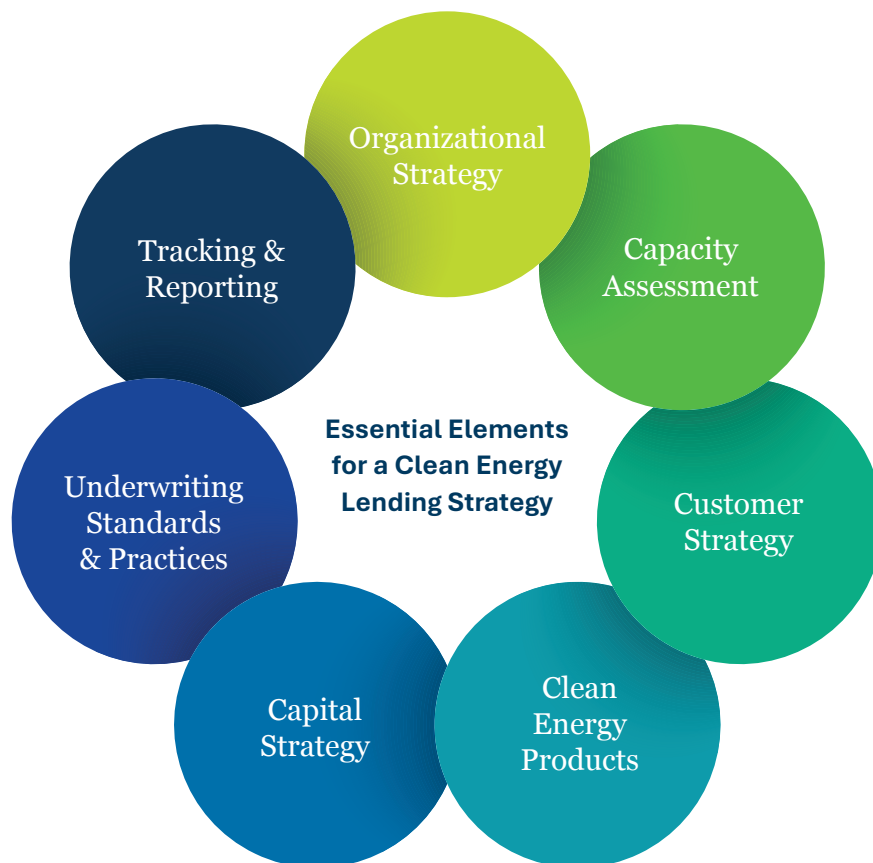 Organizational
Strategy
Capacity
Assessment
Customer
Strategy
Clean
Energy
Products
Capital
Strategy
Underwriting
Standards
& Practices
Tracking &
Reporting
Essential Elements
for a Clean Energy
Lending Strategy